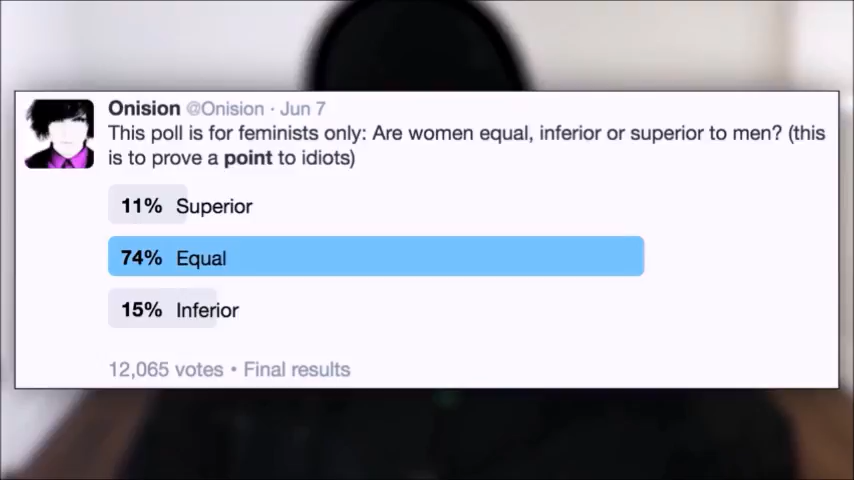 Onision @Onision · Jun 7
This poll is for feminists only: Are women equal, inferior or superior to men? (this
is to prove a point to idiots)
11% Superior
74% Equal
15% Inferior
12,065 votes • Final results